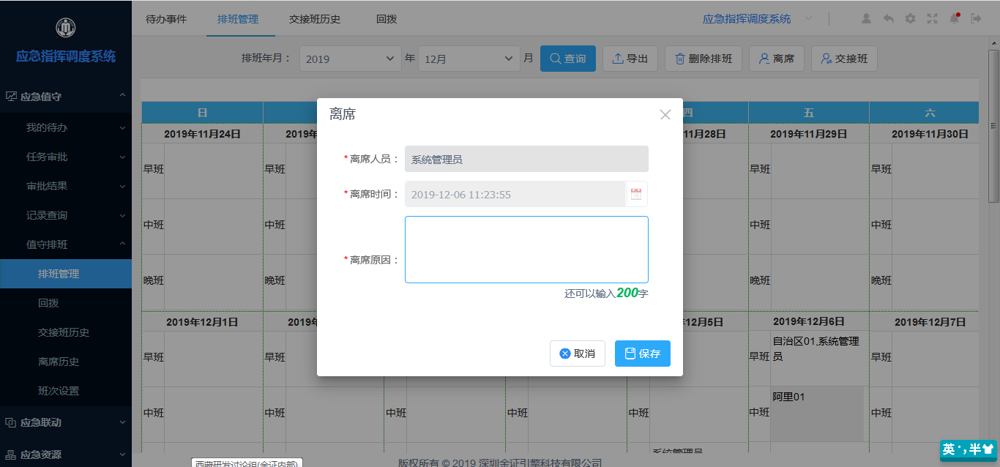 应急指挥调度系统
待办事件
排班管理
交接班历史
回拨
应急指挥调度系统
应急值守
我的待办
任务审批
审批结果
记录查询
值守排班
排班管理
回拨
交接班历史
离席历史
班次设置
应急联动
应急资源
排班年月：
2019
年
12月
月
查询
导出
删除排班
离席
交接班
日
四
五
六
2019年11月24日
2019年
11月28日
2019年11月29日
2019年11月30日
早班
早班
早班
早班
中班
中班
中班
中班
晚班
晚班
晚班
晚班
2019年12月1日
2019年
12月5日
2019年12月6日
2019年12月7日
早班
早班
早班
自治区01,系统管理
员
早班
中班
中班
中班
中班
中班
中班
阿里01
中班
系统管理员
离席
*离席人员：
系统管理员
*离席时间：
2019-12-06 11:23:55
*离席原因：
还可以输入200字
取消
保存
西藏研发讨论组(金证内部)
版权所有 © 2019 深圳金证引擎科技有限公司
英 ·, 半